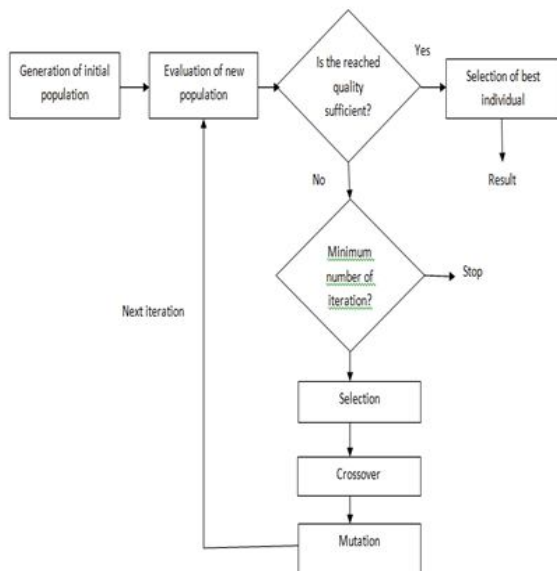 Generation of initial
population
Evaluation of new
population
Is the reached
quality
sufficient?
Yes
Selection of best
individual
Result
No
Minimum
number of
iteration?
Stop
Next iteration
Selection
Crossover
Mutation